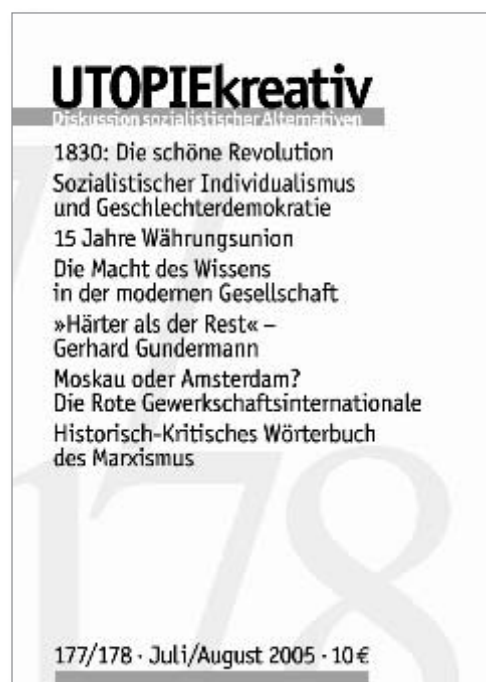 UTOPIEkreativ
Diskussion sozialistischer Alternativen
1830: Die schöne Revolution
Sozialistischer Individualismus
und Geschlechterdemokratie
15 Jahre Währungsunion
Die Macht des Wissens
in der modernen Gesellschaft
»Härter als der Rest« –
Gerhard Gundermann
Moskau oder Amsterdam?
Die Rote Gewerkschaftsinternationale
Historisch-Kritisches Wörterbuch
des Marxismus
177/178 · Juli/August 2005 · 10 €
178